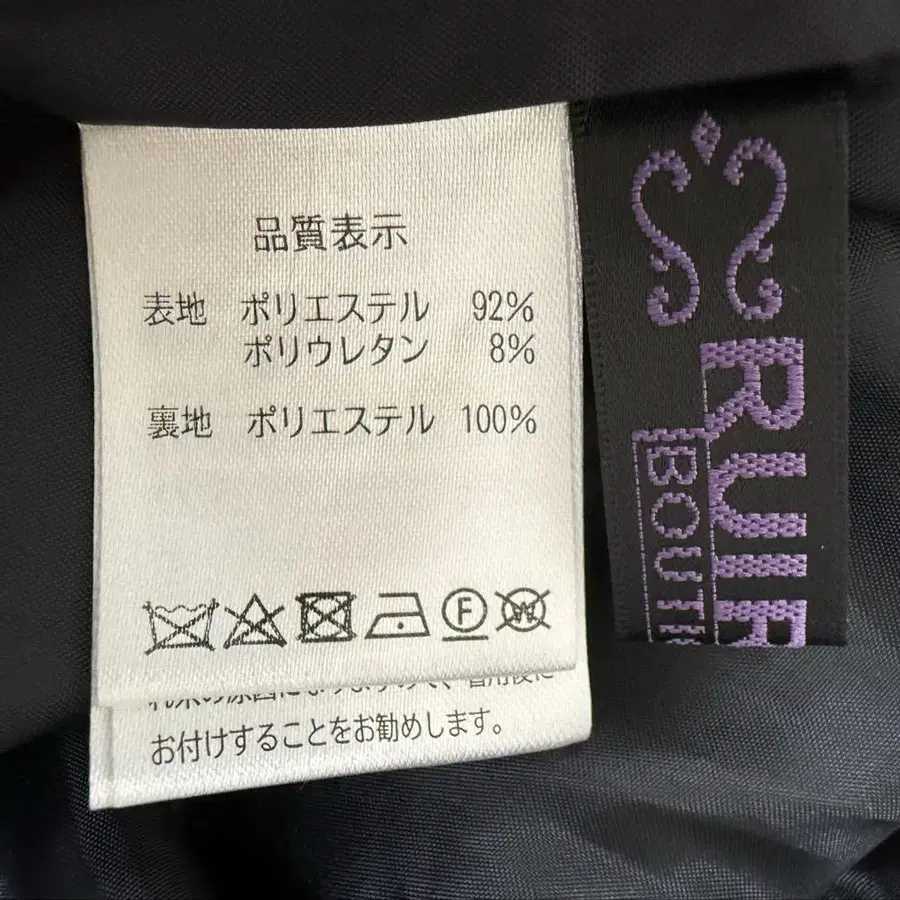 品質表示
表地 ポリエステル 92%
ポリウレタン 8%
裏地 ポリエステル 100%
F
W
お付けすることをお勧めします。
RUIR
BOUT